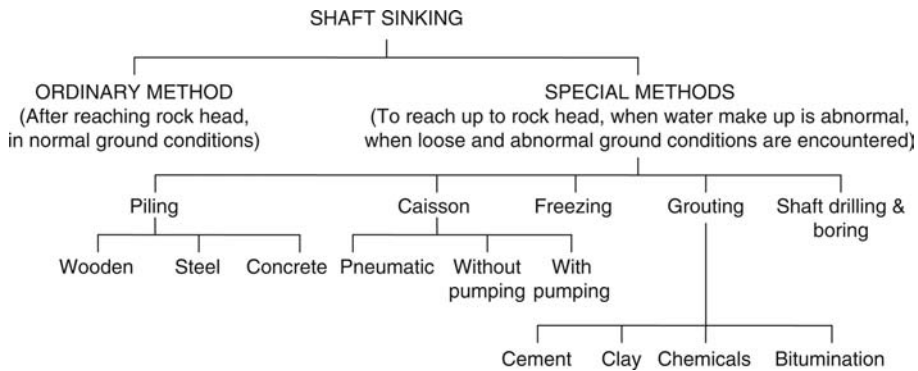 SHAFT SINKING
ORDINARY METHOD
(After reaching rock head,
in normal ground conditions)
SPECIAL METHODS
(To reach up to rock head, when water make up is abnormal,
when loose and abnormal ground conditions are encountered)
Piling
Caisson
Freezing
Grouting
Shaft drilling &
boring
Wooden
Steel
Concrete
Pneumatic
Without
pumping
With
pumping
Cement
Clay
Chemicals
Bitumination